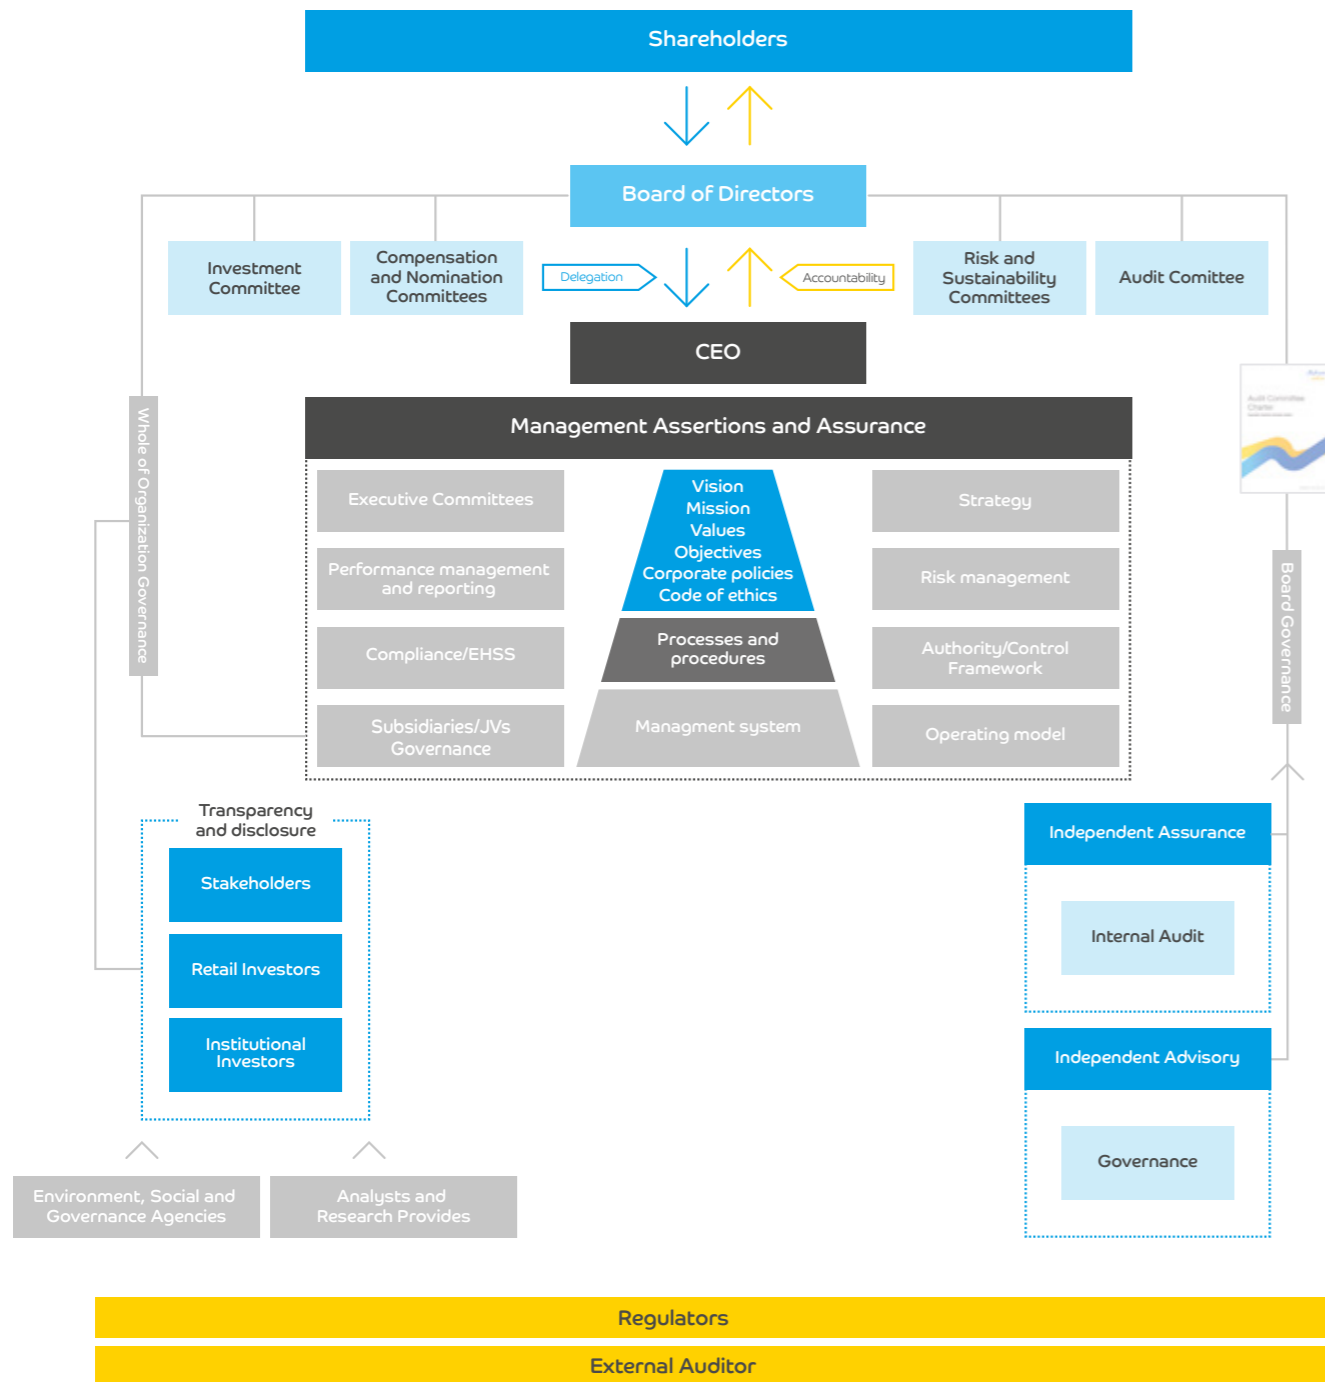 Shareholders
Board of Directors
Investment
Committee
Compensation
and Nomination
Committees
Delegation
Accountability
Risk and
Sustainability
Committees
Audit Comittee
CEO
Audit Committee
Charter
Management Assertions and Assurance
Whole of Organization Governance
Board Governance
Executive Committees
Vision
Mission
Values
Objectives
Corporate policies
Code of ethics
Strategy
Performance management
and reporting
Risk management
Compliance/EHSS
Processes and
procedures
Authority/Control
Framework
Subsidiaries/JVs
Governance
Managment system
Operating model
Transparency
and disclosure
Stakeholders
Retail Investors
Institutional
Investors
Independent Assurance
Internal Audit
Independent Advisory
Governance
Environment, Social and
Governance Agencies
Analysts and
Research Provides
Regulators
External Auditor